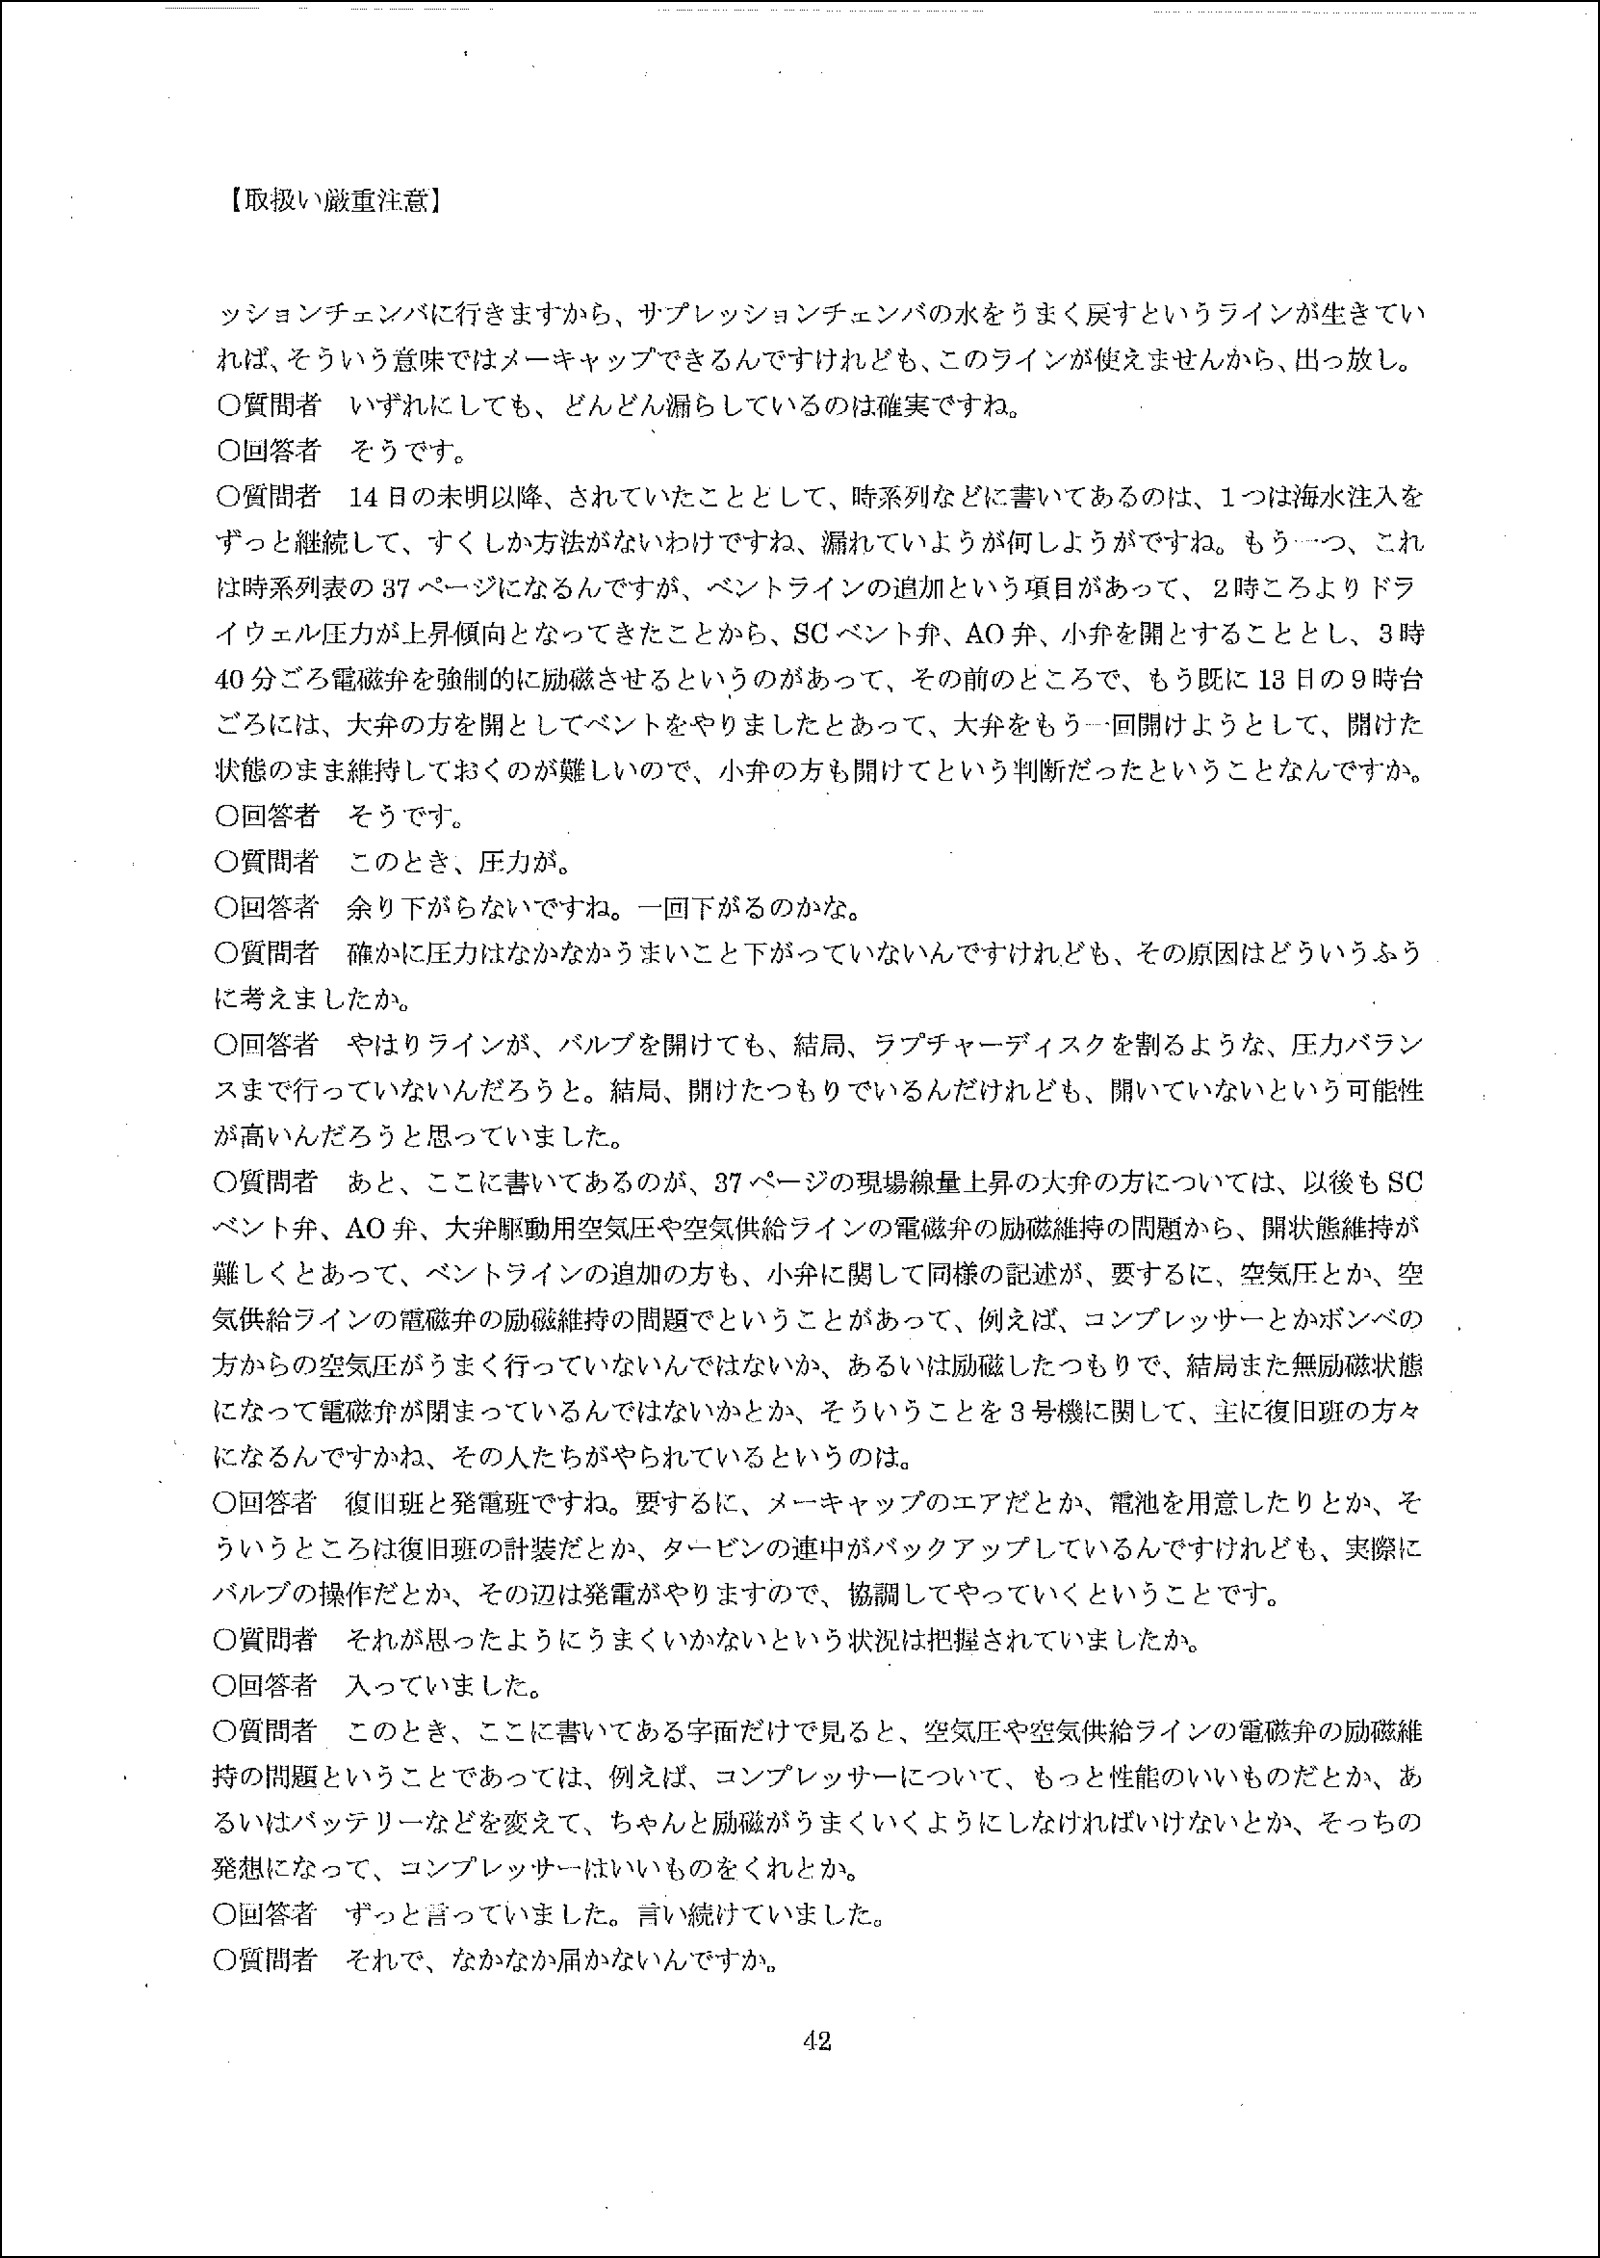 【取扱い厳重注意】
ッションチェンバに行きますから、サプレッションチェンバの水をうまく戻すというラインが生きてい
れば、そういう意味ではメーキャップできるんですけれども、このラインが使えませんから、出っ放し。
〇質問者　いずれにしても、どんどん漏らしているのは確実ですね。
〇回答者　そうです。
〇質問者　14 日の未明以降、されていたこととして、時系列などに書いてあるのは、１つは海水注入を
ずっと継続して、すくしか方法がないわけですね、漏れていようが何しようがですね。もう一つ、これ
は時系列表の 37 ページになるんですが、ベントラインの追加という項目があって、２時ころよりドラ
イウェル圧力が上昇傾向となってきたことから、SC ベント弁、AO 弁、小弁を開とすることとし、３時
40 分ごろ電磁弁を強制的に励磁させるというのがあって、その前のところで、もう既に 13 日の９時台
ごろには、大弁の方を開としてベントをやりましたとあって、大弁をもう一回開けようとして、開けた
状態のまま維持しておくのが難しいので、小弁の方も開けてという判断だったということなんですか。
〇回答者　そうです。
〇質問者　このとき、圧力が。
〇回答者　余り下がらないですね。一回下がるのかな。
〇質問者　確かに圧力はなかなかうまいこと下がっていないんですけれども、その原因はどういうふう
に考えましたか。
〇回答者　やはりラインが、バルブを開けても、結局、ラプチャーディスクを割るような、圧力バラン
スまで行っていないんだろうと。結局、開けたつもりでいるんだけれども、開いていないという可能性
が高いんだろうと思っていました。
〇質問者　あと、ここに書いてあるのが、37 ページの現場線量上昇の大弁の方については、以後も SC
ベント弁、AO 弁、大弁駆動用空気圧や空気供給ラインの電磁弁の励磁維持の問題から、開状態維持が
難しくとあって、ベントラインの追加の方も、小弁に関して同様の記述が、要するに、空気圧とか、空
気供給ラインの電磁弁の励磁維持の問題でということがあって、例えば、コンプレッサーとかボンベの
方からの空気圧がうまく行っていないんではないか、あるいは励磁したつもりで、結局また無励磁状態
になって電磁弁が閉まっているんではないかとか、そういうことを３号機に関して、主に復旧班の方々
になるんですかね、その人たちがやられているというのは。
〇回答者　復旧班と発電班ですね。要するに、メーキャップのエアだとか、電池を用意したりとか、そ
ういうところは復旧班の計装だとか、タービンの連中がバックアップしているんですけれども、実際に
バルブの操作だとか、その辺は発電がやりますので、協調してやっていくということです。
〇質問者　それが思ったようにうまくいかないという状況は把握されていましたか。
〇回答者　入っていました。
〇質問者　このとき、ここに書いてある字面だけで見ると、空気圧や空気供給ラインの電磁弁の励磁維
持の問題ということであっては、例えば、コンプレッサーについて、もっと性能のいいものだとか、あ
るいはバッテリーなどを変えて、ちゃんと励磁がうまくいくようにしなければいけないとか、そっちの
発想になって、コンプレッサーはいいものをくれとか。
〇回答者　ずっと言っていました。言い続けていました。
〇質問者　それで、なかなか届かないんですか。
42